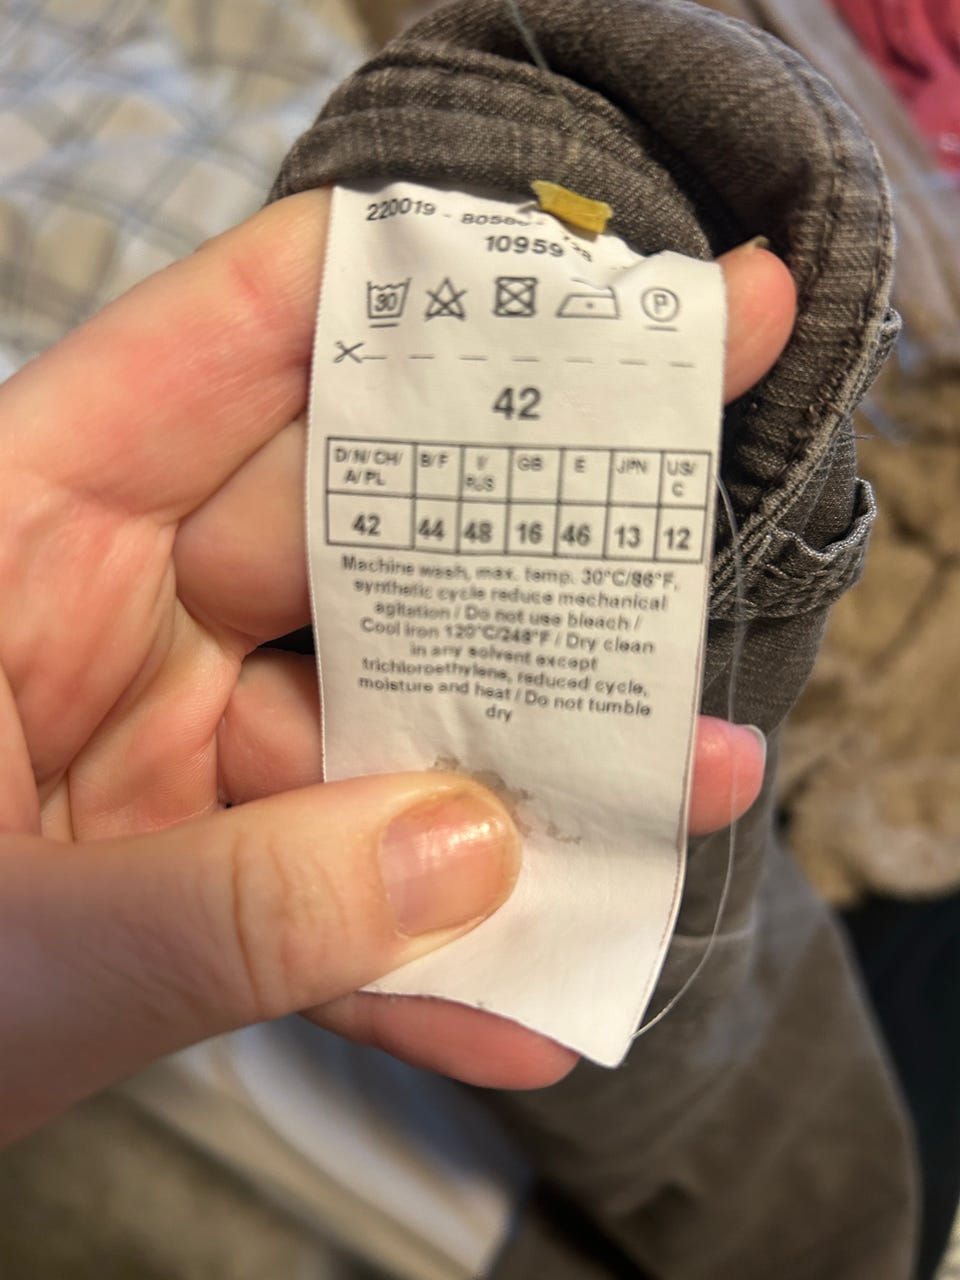 220019 -
10959
30 P
42
D/N/CH/ A/PL B/F I/ RUS GB E JPN US/ C
42 44 48 16 46 13 12
Machine wash, max. temp. 30°C/86°F,
synthetic cycle reduce mechanical
agitation / Do not use bleach /
Cool iron 120°C/248°F / Dry clean
in any solvent except
trichloroethylene, reduced cycle,
moisture and heat / Do not tumble
dry